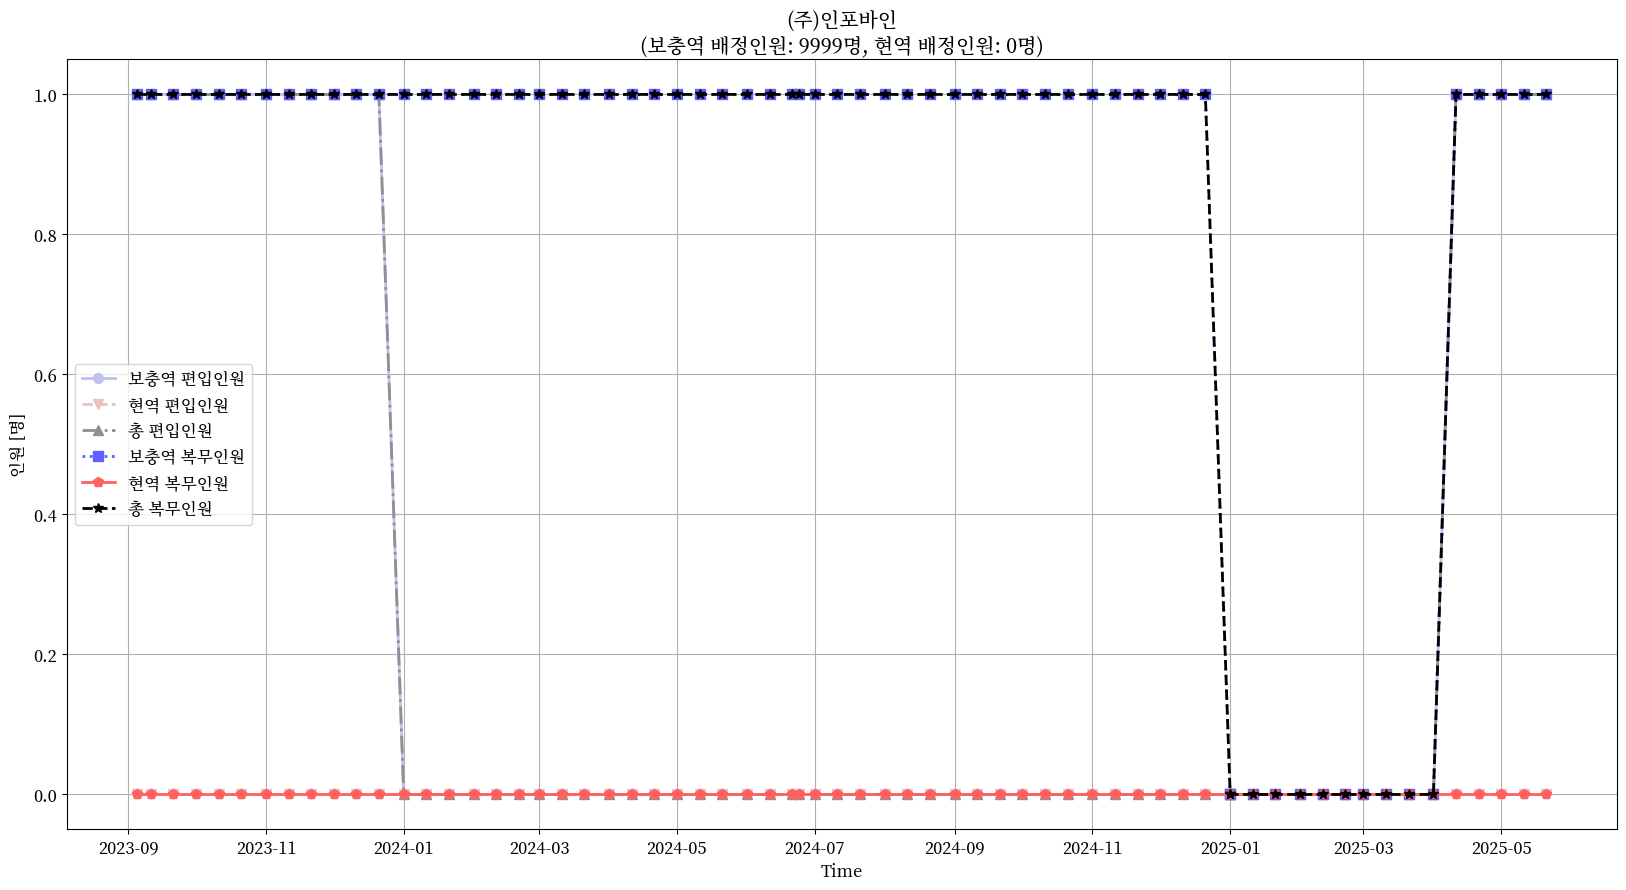 (주)인포바인
(보충역 배정인원: 9999명, 현역 배정인원: 0명)
1.0
0.8
0.6
0.4
0.2
0.0
인원 [명]
보충역 편입인원
현역 편입인원
총 편입인원
보충역 복무인원
현역 복무인원
총 복무인원
2023-09 2023-11 2024-01 2024-03 2024-05 2024-07 2024-09 2024-11 2025-01 2025-03 2025-05
Time